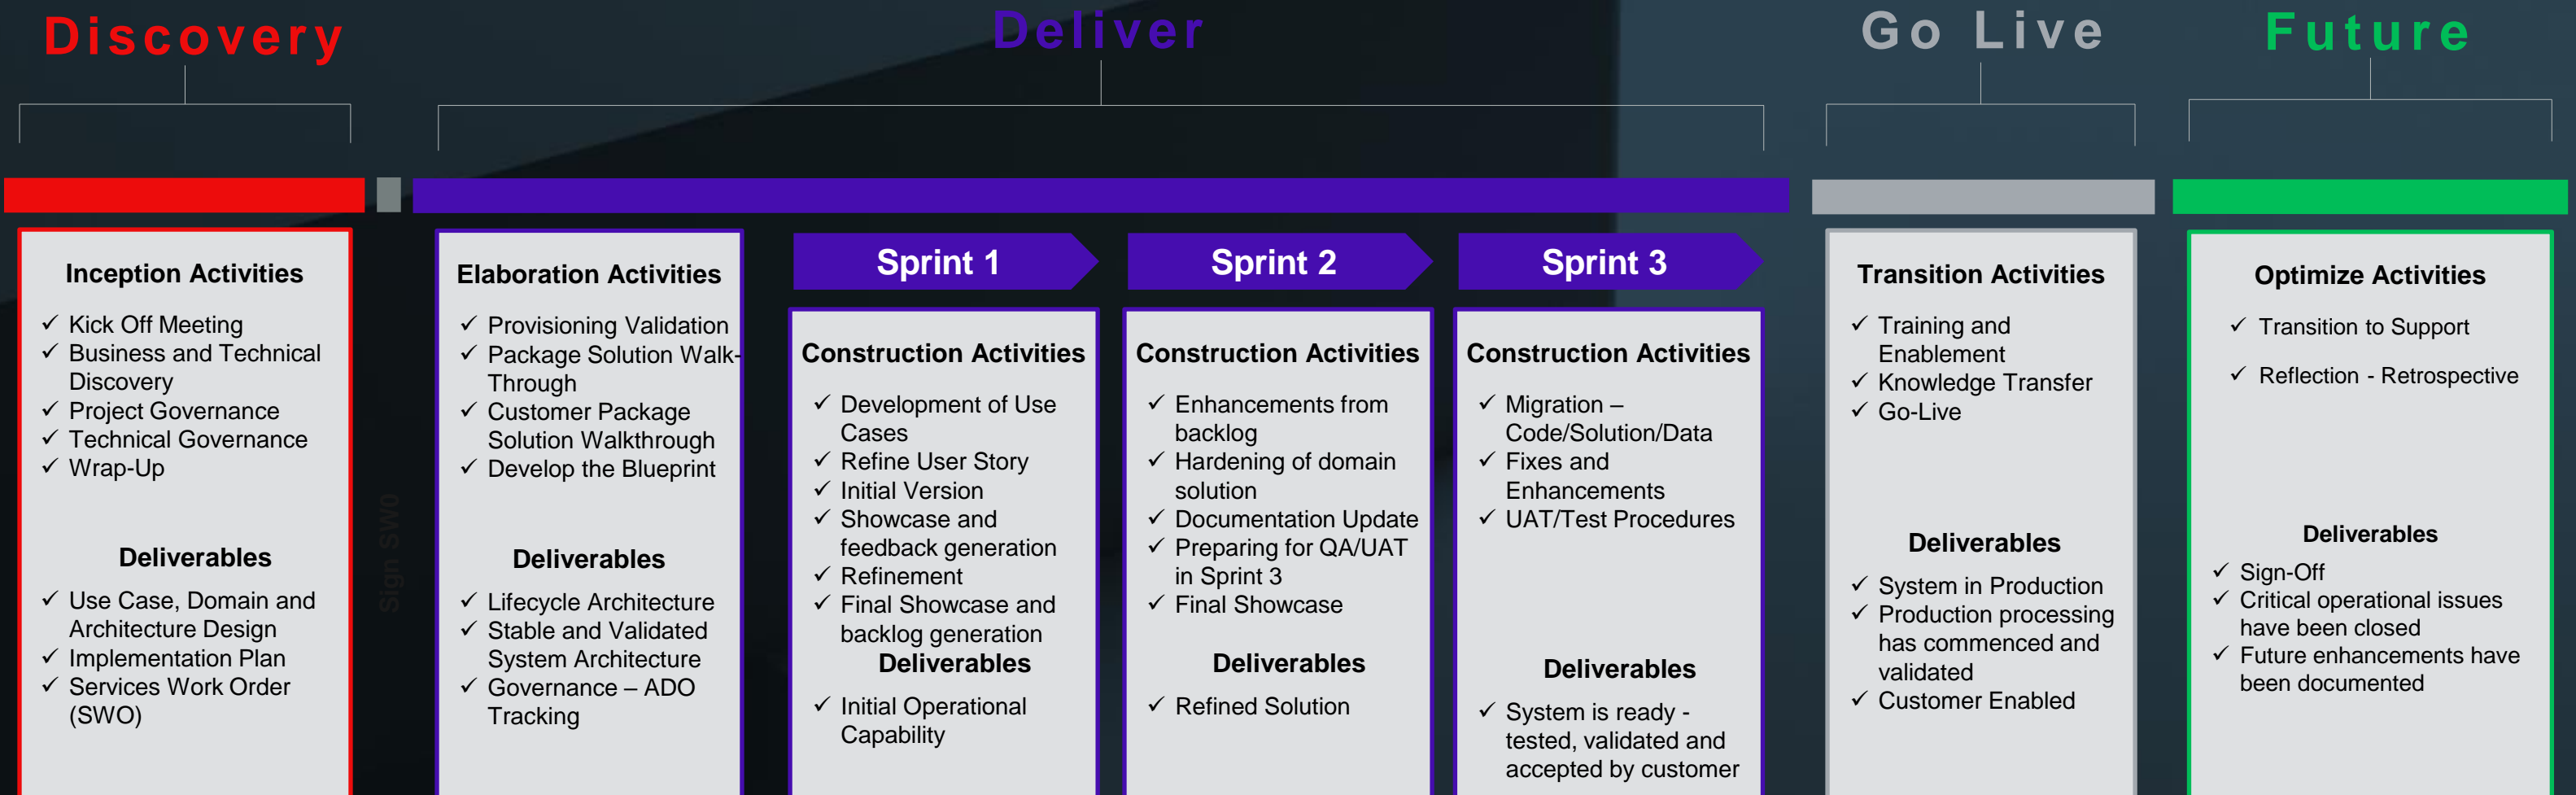 Discovery
Deliver
Go Live
Future
Inception Activities
✓ Kick Off Meeting
✓ Business and Technical
Discovery
✓ Project Governance
✓ Technical Governance
✓ Wrap-Up
Deliverables
✓ Use Case, Domain and
Architecture Design
✓ Implementation Plan
✓ Services Work Order
(SWO)
Sign SW0
Elaboration Activities
✓ Provisioning Validation
✓ Package Solution Walk-
Through
✓ Customer Package
Solution Walkthrough
✓ Develop the Blueprint
Deliverables
✓ Lifecycle Architecture
✓ Stable and Validated
System Architecture
✓ Governance – ADO
Tracking
Sprint 1
Construction Activities
✓ Development of Use
Cases
✓ Refine User Story
✓ Initial Version
✓ Showcase and
feedback generation
✓ Refinement
✓ Final Showcase and
backlog generation
Deliverables
✓ Initial Operational
Capability
Sprint 2
Construction Activities
✓ Enhancements from
backlog
✓ Hardening of domain
solution
✓ Documentation Update
✓ Preparing for QA/UAT
in Sprint 3
✓ Final Showcase
Deliverables
✓ Refined Solution
Sprint 3
Construction Activities
✓ Migration –
Code/Solution/Data
✓ Fixes and
Enhancements
✓ UAT/Test Procedures
Deliverables
✓ System is ready -
tested, validated and
accepted by customer
Transition Activities
✓ Training and
Enablement
✓ Knowledge Transfer
✓ Go-Live
Deliverables
✓ System in Production
✓ Production processing
has commenced and
validated
✓ Customer Enabled
Optimize Activities
✓ Transition to Support
✓ Reflection - Retrospective
Deliverables
✓ Sign-Off
✓ Critical operational issues
have been closed
✓ Future enhancements have
been documented